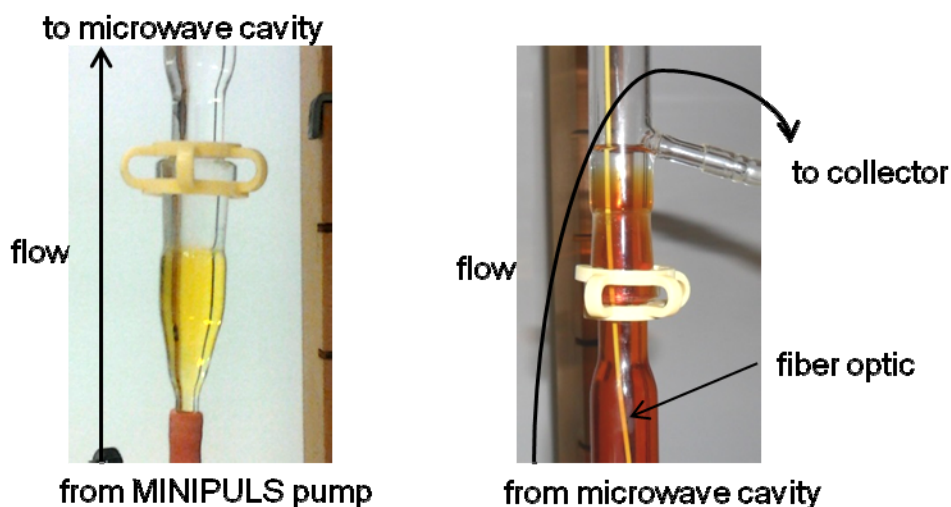 to microwave cavity
flow
from MINIPULS pump
to collector
flow
fiber optic
from microwave cavity